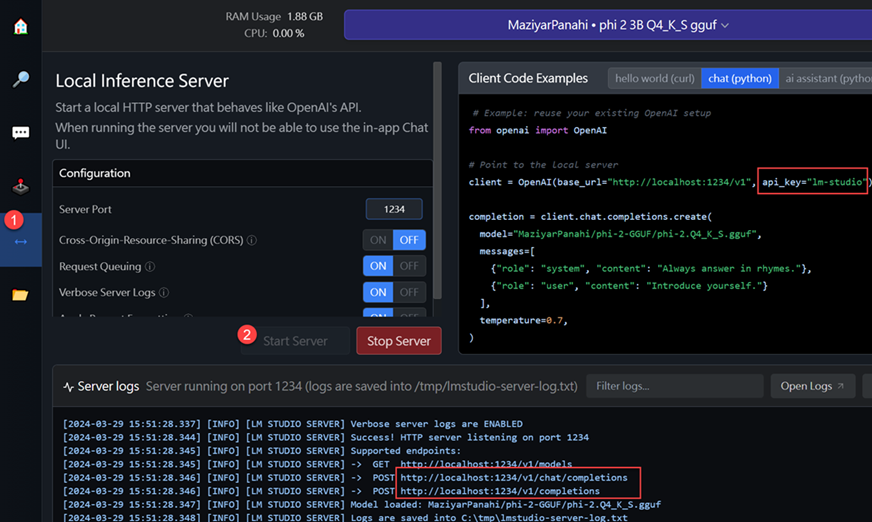 RAM Usage 1.88 GB
CPU: 0.00 %
MaziyarPanahi • phi 2 3B Q4_K_S gguf
Local Inference Server
Start a local HTTP server that behaves like OpenAI's API.
When running the server you will not be able to use the in-app Chat
UI.
Configuration
Server Port 1234
Cross-Origin-Resource-Sharing (CORS) ON OFF
Request Queuing ON OFF
Verbose Server Logs ON OFF
1
2
Start Server
Stop Server
Client Code Examples
hello world (curl)
chat (python)
ai assistant (pytho
# Example: reuse your existing OpenAI setup
from openai import OpenAI
# Point to the local server
client = OpenAI(base_url="http://localhost:1234/v1", api_key="lm-studio")
completion = client.chat.completions.create(
model="MaziyarPanahi/phi-2-GGUF/phi-2.Q4_K_S.gguf",
messages=[
{"role": "system", "content": "Always answer in rhymes."},
{"role": "user", "content": "Introduce yourself."}
],
temperature=0.7,
)
Server logs Server running on port 1234 (logs are saved into /tmp/lmstudio-server-log.txt)
Filter logs...
Open Logs
[2024-03-29 15:51:28.337] [INFO] [LM STUDIO SERVER] Verbose server logs are ENABLED
[2024-03-29 15:51:28.344] [INFO] [LM STUDIO SERVER] Success! HTTP server listening on port 1234
[2024-03-29 15:51:28.345] [INFO] [LM STUDIO SERVER] Supported endpoints:
[2024-03-29 15:51:28.345] [INFO] [LM STUDIO SERVER] -> GET http://localhost:1234/v1/models
[2024-03-29 15:51:28.346] [INFO] [LM STUDIO SERVER] -> POST http://localhost:1234/v1/chat/completions
[2024-03-29 15:51:28.346] [INFO] [LM STUDIO SERVER] -> POST http://localhost:1234/v1/completions
[2024-03-29 15:51:28.347] [INFO] [LM STUDIO SERVER] Model loaded: MaziyarPanahi/phi-2-GGUF/phi-2.Q4_K_S.gguf
[2024-03-29 15:51:28.348] [INFO] [LM STUDIO SERVER] Logs are saved into C:\tmp\lmstudio-server-log.txt